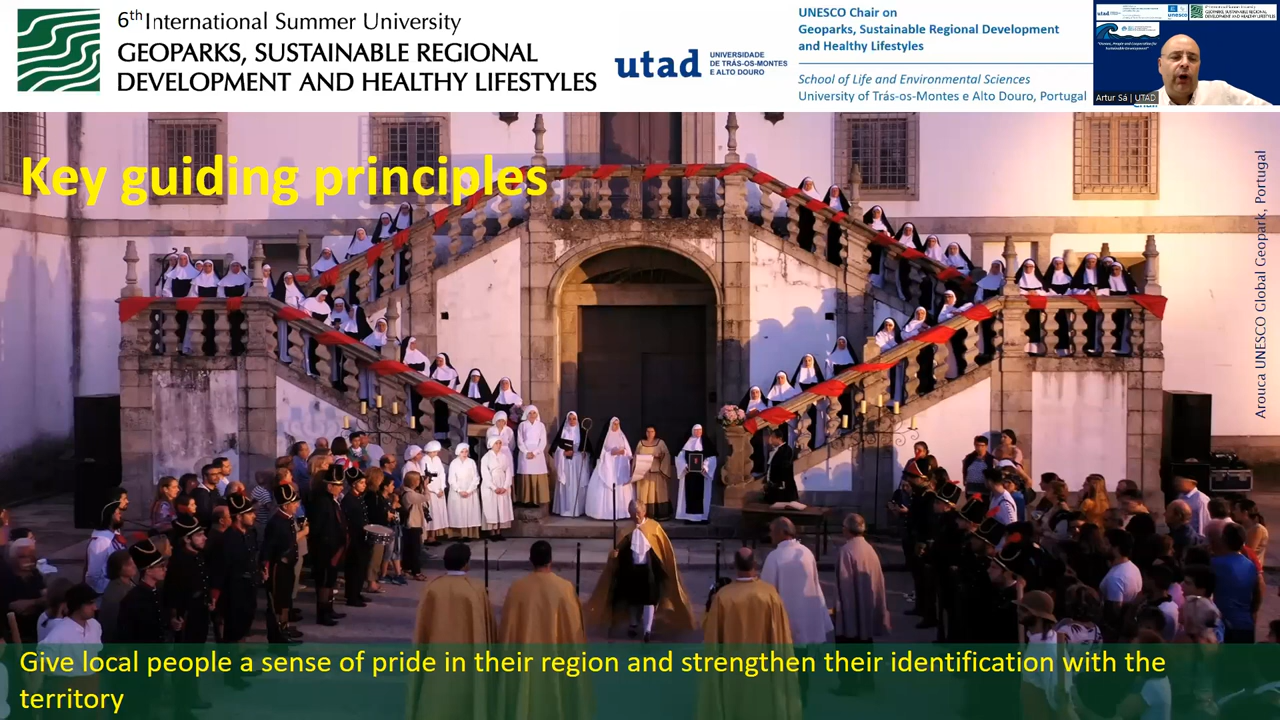 6th International Summer University
GEOPARKS, SUSTAINABLE REGIONAL
DEVELOPMENT AND HEALTHY LIFESTYLES
utad
UNIVERSIDADE
DE TRÁS-OS-MONTES
E ALTO DOURO
UNESCO Chair on
Geoparks, Sustainable Regional Development
and Healthy Lifestyles
School of Life and Environmental Sciences
University of Trás-os-Montes e Alto Douro, Portugal
Artur Sá | UTAD
Key guiding principles
Arouca UNESCO Global Geopark, Portugal
Give local people a sense of pride in their region and strengthen their identification with the
territory